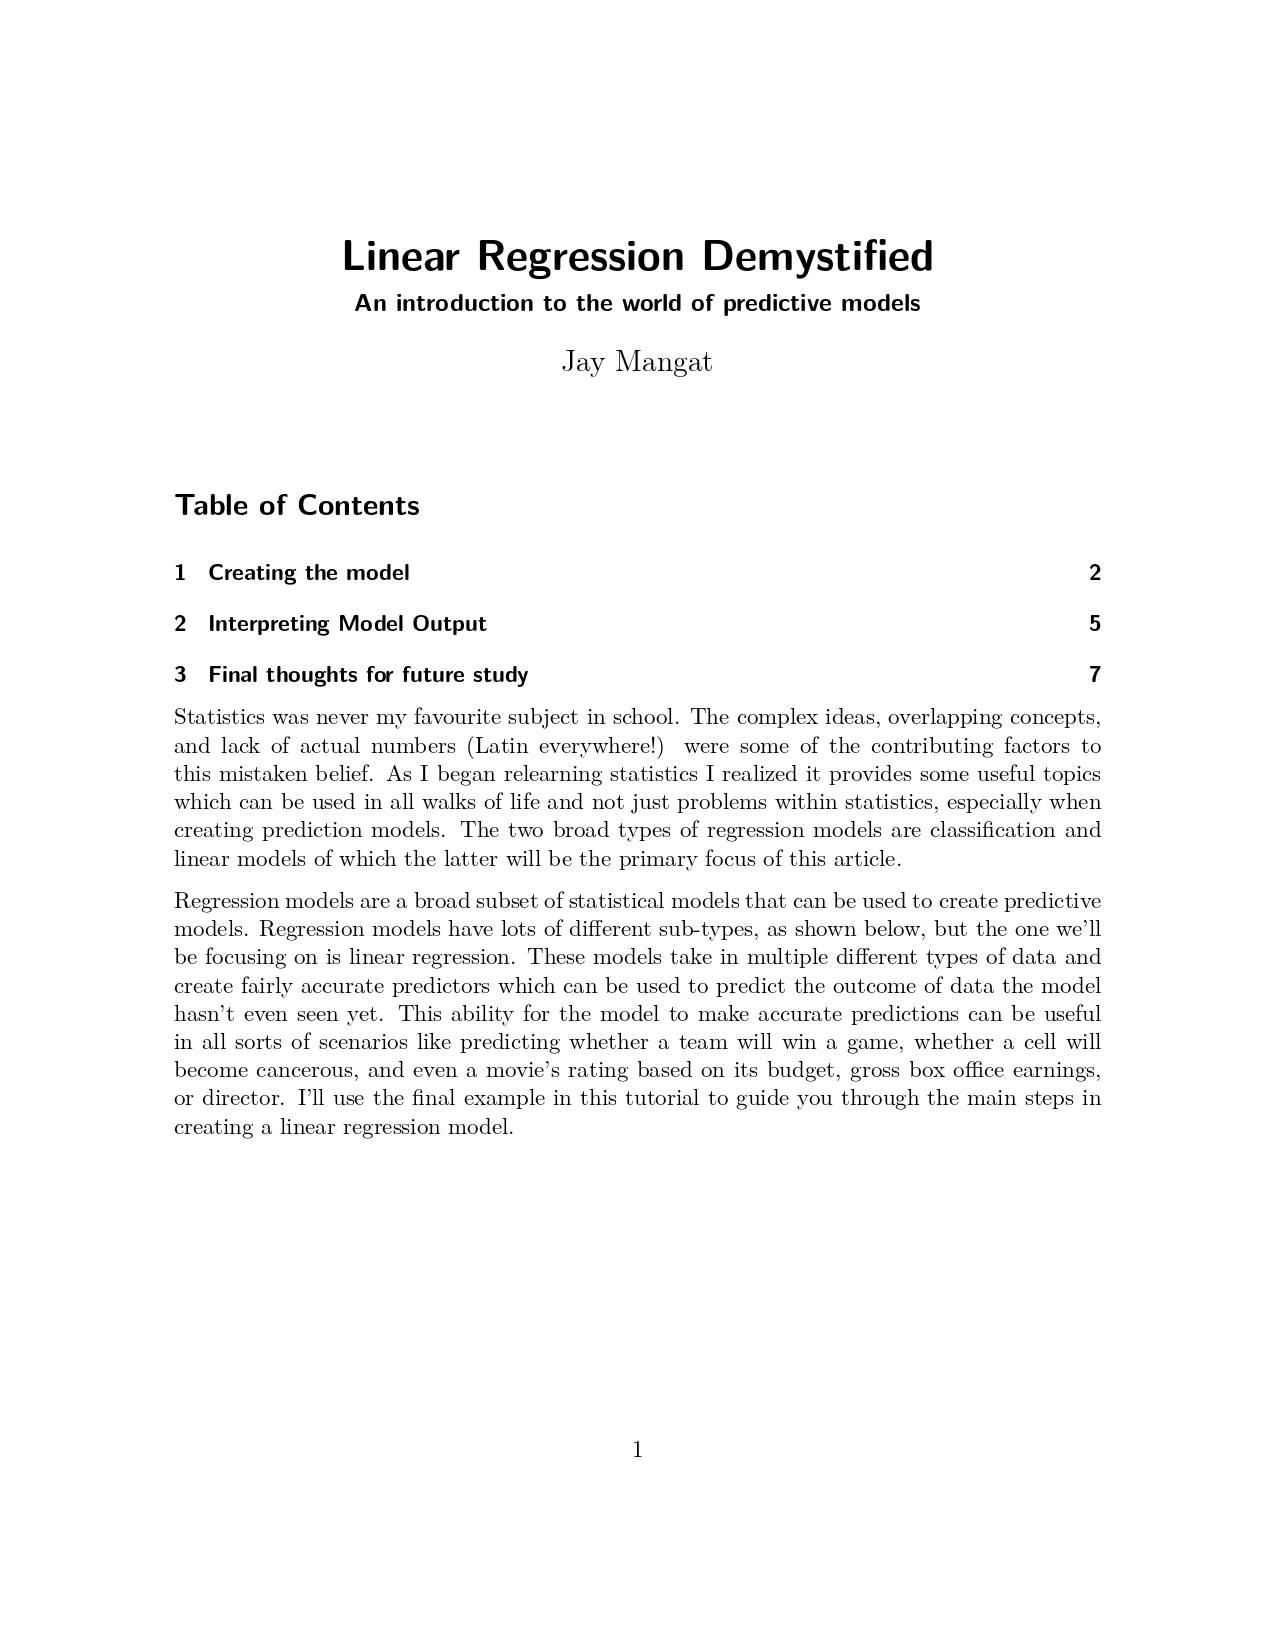 Linear Regression Demystified
An introduction to the world of predictive models
Jay Mangat
Table of Contents
1 Creating the model 2
2 Interpreting Model Output 5
3 Final thoughts for future study 7
Statistics was never my favourite subject in school. The complex ideas, overlapping concepts,
and lack of actual numbers (Latin everywhere!) were some of the contributing factors to
this mistaken belief. As I began relearning statistics I realized it provides some useful topics
which can be used in all walks of life and not just problems within statistics, especially when
creating prediction models. The two broad types of regression models are classification and
linear models of which the latter will be the primary focus of this article.
Regression models are a broad subset of statistical models that can be used to create predictive
models. Regression models have lots of different sub-types, as shown below, but the one we'll
be focusing on is linear regression. These models take in multiple different types of data and
create fairly accurate predictors which can be used to predict the outcome of data the model
hasn't even seen yet. This ability for the model to make accurate predictions can be useful
in all sorts of scenarios like predicting whether a team will win a game, whether a cell will
become cancerous, and even a movie's rating based on its budget, gross box office earnings,
or director. I'll use the final example in this tutorial to guide you through the main steps in
creating a linear regression model.
1